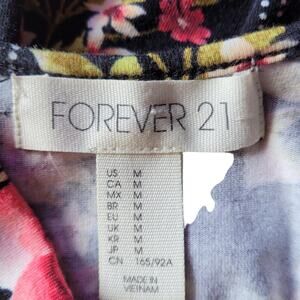 FOREVER 21
US M
CA M
MX M
BR M
EU M
UK M
KR M
JP M
CN 165/92A
MADE IN
VIETNAM